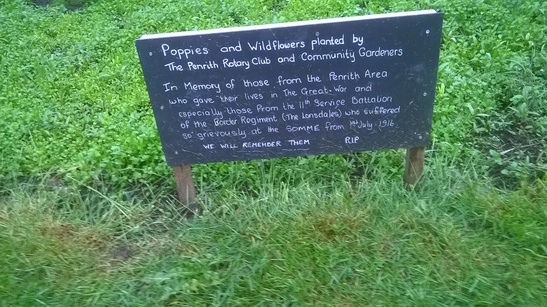 Poppies and Wildflowers planted by
The Penrith Rotary Club and Community Gardeners
In Memory of those from the Penrith Area
who gave their lives in The Great War and
especially those from the 11th Service Battalion
of the Border Regiment (The Lonsdales) who suffered
so grievously at the SOMME from 1st July 1916.
WE WILL REMEMBER THEM RIP